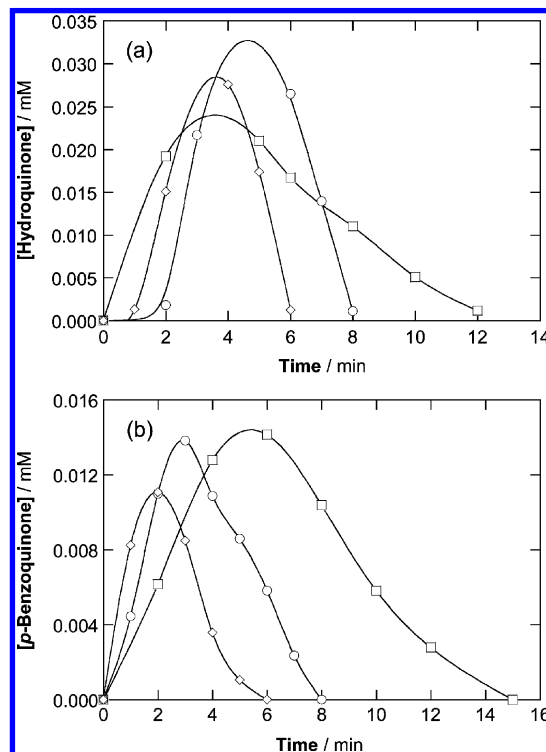 (a)
[Hydroquinone] / mM
0.035
0.030
0.025
0.020
0.015
0.010
0.005
0.000
0 2 4 6 8 10 12 14
Time / min
(b)
[p-Benzoquinone] / mM
0.016
0.012
0.008
0.004
0.000
0 2 4 6 8 10 12 14 16
Time / min